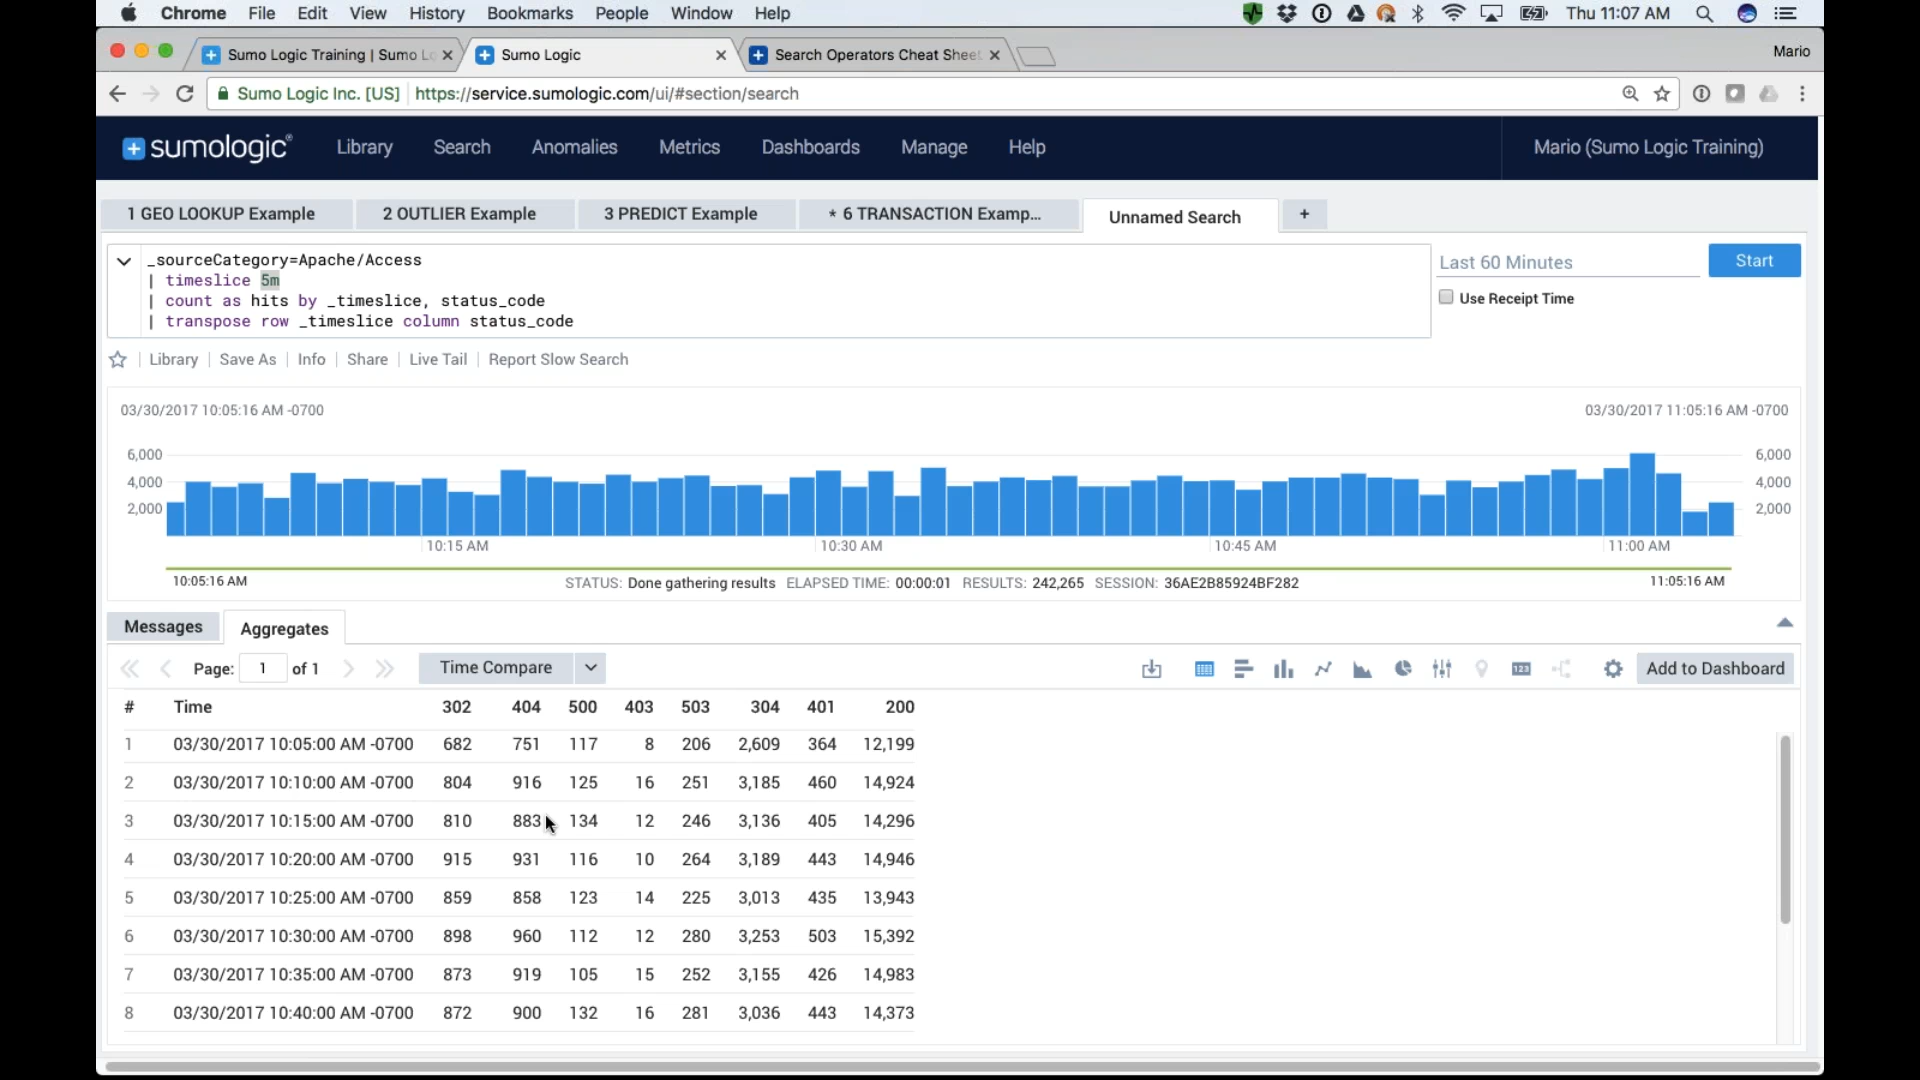 Chrome File Edit View History Bookmarks People Window Help Thu 11:07 AM
Sumo Logic Training | Sumo Lo Sumo Logic Search Operators Cheat Sheet Mario
Sumo Logic Inc. [US] https://service.sumologic.com/ui/#section/search
sumologic Library Search Anomalies Metrics Dashboards Manage Help Mario (Sumo Logic Training)
1 GEO LOOKUP Example 2 OUTLIER Example 3 PREDICT Example * 6 TRANSACTION Examp... Unnamed Search +
_sourceCategory=Apache/Access
| timeslice 5m
| count as hits by _timeslice, status_code
| transpose row _timeslice column status_code
Last 60 Minutes Start
Use Receipt Time
Library | Save As | Info | Share | Live Tail | Report Slow Search
03/30/2017 10:05:16 AM -0700 03/30/2017 11:05:16 AM -0700
6,000 6,000
4,000 4,000
2,000 2,000
10:15 AM 10:30 AM 10:45 AM 11:00 AM
10:05:16 AM STATUS: Done gathering results ELAPSED TIME: 00:00:01 RESULTS: 242,265 SESSION: 36AE2B85924BF282 11:05:16 AM
Messages Aggregates
Page: 1 of 1 Time Compare 123 Add to Dashboard
# Time 302 404 500 403 503 304 401 200
1 03/30/2017 10:05:00 AM -0700 682 751 117 8 206 2,609 364 12,199
2 03/30/2017 10:10:00 AM -0700 804 916 125 16 251 3,185 460 14,924
3 03/30/2017 10:15:00 AM -0700 810 883 134 12 246 3,136 405 14,296
4 03/30/2017 10:20:00 AM -0700 915 931 116 10 264 3,189 443 14,946
5 03/30/2017 10:25:00 AM -0700 859 858 123 14 225 3,013 435 13,943
6 03/30/2017 10:30:00 AM -0700 898 960 112 12 280 3,253 503 15,392
7 03/30/2017 10:35:00 AM -0700 873 919 105 15 252 3,155 426 14,983
8 03/30/2017 10:40:00 AM -0700 872 900 132 16 281 3,036 443 14,373